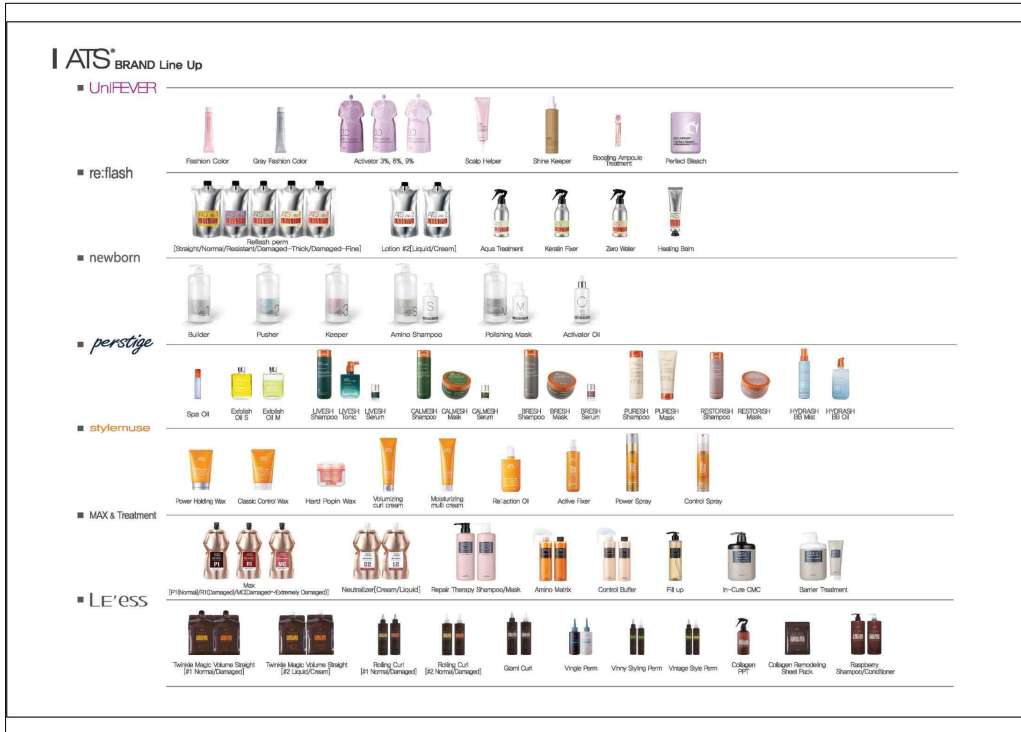 ATS® BRAND Line Up
UniFEVER
Fashion Color
Gray Fashion Color
Activator 3%, 6%, 9%
Scalp Helper
Shine Keeper
Boosting Ampoule
Treatment
Perfect Bleach
re:flash
Reflash perm
[Straight/Normal/Resistant/Damaged-Thick/Damaged-Fine]
Lotion #2[Liquid/Cream]
Aqua Treatment
Keratin Fixer
Zero Water
Healing Balm
newborn
Builder
Pusher
Keeper
Amino Shampoo
Polishing Mask
Activator Oil
perstige
Spa Oil
Exfolish
Oil S
Exfolish
Oil M
LIVESH
Shampoo
LIVESH
Tonic
LIVESH
Serum
CALMESH
Shampoo
CALMESH
Mask
CALMESH
Serum
BRESH
Shampoo
BRESH
Mask
BRESH
Serum
PURESH
Shampoo
PURESH
Mask
RESTORISH
Shampoo
RESTORISH
Mask
HYDRASH
BB Mist
HYDRASH
BB Oil
stylemuse
Power Holding Wax
Classic Control Wax
Hard Popin Wax
Volumizing
curl cream
Moisturizing
multi cream
Re:action Oil
Active Fixer
Power Spray
Control Spray
MAX & Treatment
Max
[P1(Normal)/R1(Damaged)/MC(Damaged~Extremely Damaged)]
Neutralizer[Cream/Liquid]
Repair Therapy Shampoo/Mask
Amino Matrix
Control Buffer
Fill up
In-Cure CMC
Barrier Treatment
LE'ess
Twinkle Magic Volume Straight
[#1 Normal/Damaged]
Twinkle Magic Volume Straight
[#2 Liquid/Cream]
Rolling Curl
[#1 Normal/Damaged]
Rolling Curl
[#2 Normal/Damaged]
Glaml Curl
Vingle Perm
Vinny Styling Perm
Vintage Style Perm
Collagen
PPT
Collagen Remodeling
Sheet Pack
Raspberry
Shampoo/Conditioner